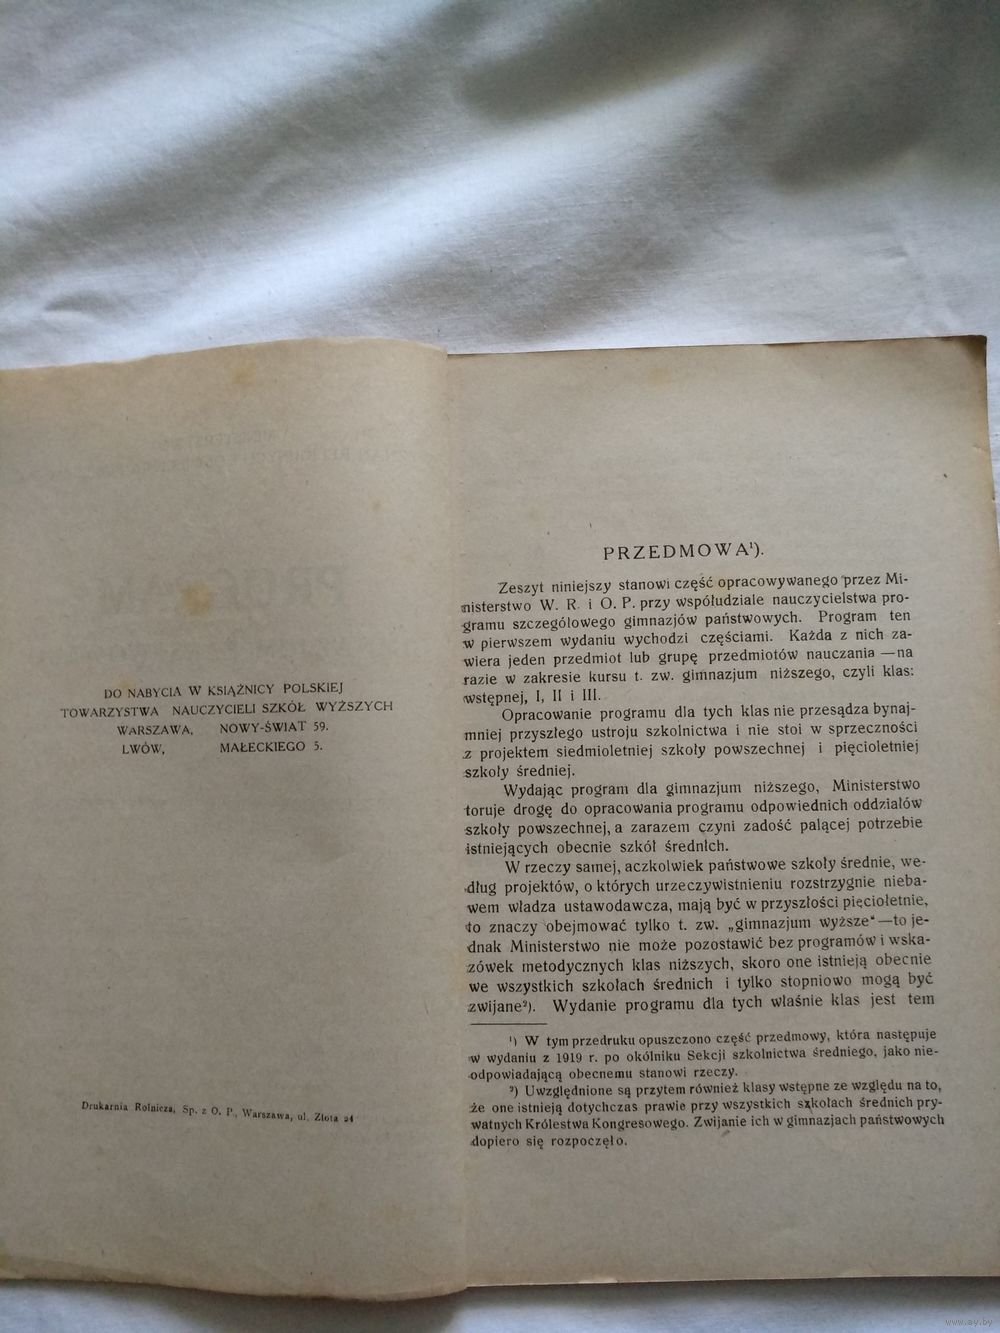 DO NABYCIA W KSIĄŻNICY POLSKIEJ
TOWARZYSTWA NAUCZYCIELI SZKÓŁ WYŻSZYCH
WARSZAWA, NOWY-ŚWIAT 59.
LWÓW, MAŁECKIEGO 5.
Drukarnia Rolnicza, Sp. z O. P., Warszawa, ul. Złota 24
PRZEDMOWA¹).
Zeszyt niniejszy stanowi część opracowywanego przez Mi-
nisterstwo W. R. i O. P. przy współudziale nauczycielstwa pro-
gramu szczegółowego gimnazjów państwowych. Program ten
w pierwszem wydaniu wychodzi częściami. Każda z nich za-
wiera jeden przedmiot lub grupę przedmiotów nauczania —na
razie w zakresie kursu t. zw. gimnazjum niższego, czyli klas:
wstępnej, I, II i III.
Opracowanie programu dla tych klas nie przesądza bynaj-
mniej przyszłego ustroju szkolnictwa i nie stoi w sprzeczności
z projektem siedmioletniej szkoły powszechnej i pięcioletniej
szkoły średniej.
Wydając program dla gimnazjum niższego, Ministerstwo
toruje drogę do opracowania programu odpowiednich oddziałów
szkoły powszechnej, a zarazem czyni zadość palącej potrzebie
istniejących obecnie szkół średnich.
W rzeczy samej, aczkolwiek państwowe szkoły średnie, we-
dług projektów, o których urzeczywistnieniu rozstrzygnie nieba-
wem władza ustawodawcza, mają być w przyszłości pięcioletnie,
to znaczy obejmować tylko t. zw. „gimnazjum wyższe“—to je-
dnak Ministerstwo nie może pozostawić bez programów i wska-
zówek metodycznych klas niższych, skoro one istnieją obecnie
we wszystkich szkołach średnich i tylko stopniowo mogą być
zwijane²). Wydanie programu dla tych właśnie klas jest tem
¹) W tym przedruku opuszczono część przedmowy, która następuje
w wydaniu z 1919 r. po okólniku Sekcji szkolnictwa średniego, jako nie-
odpowiadającą obecnemu stanowi rzeczy.
²) Uwzględnione są przytem również klasy wstępne ze względu na to,
że one istnieją dotychczas prawie przy wszystkich szkołach średnich pry-
watnych Królestwa Kongresowego. Zwijanie ich w gimnazjach państwowych
dopiero się rozpoczęło.
www.ay.by